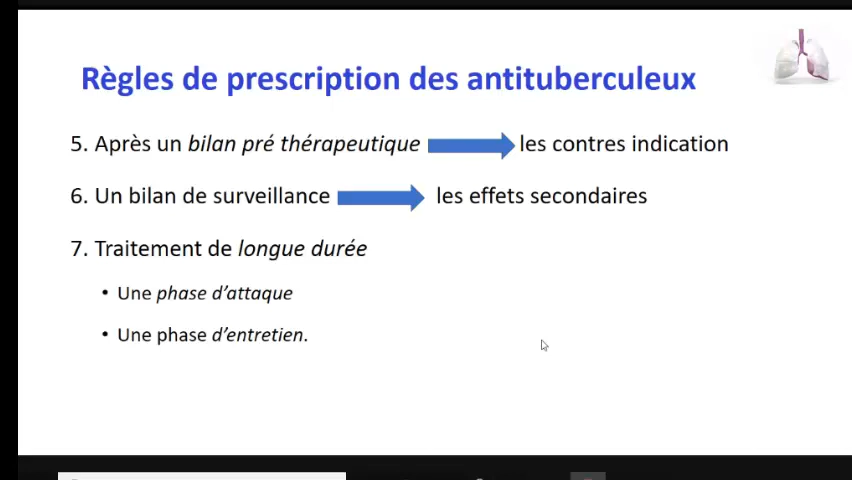 Règles de prescription des antituberculeux
5. Après un bilan pré thérapeutique les contres indication
6. Un bilan de surveillance les effets secondaires
7. Traitement de longue durée
• Une phase d'attaque
• Une phase d'entretien.